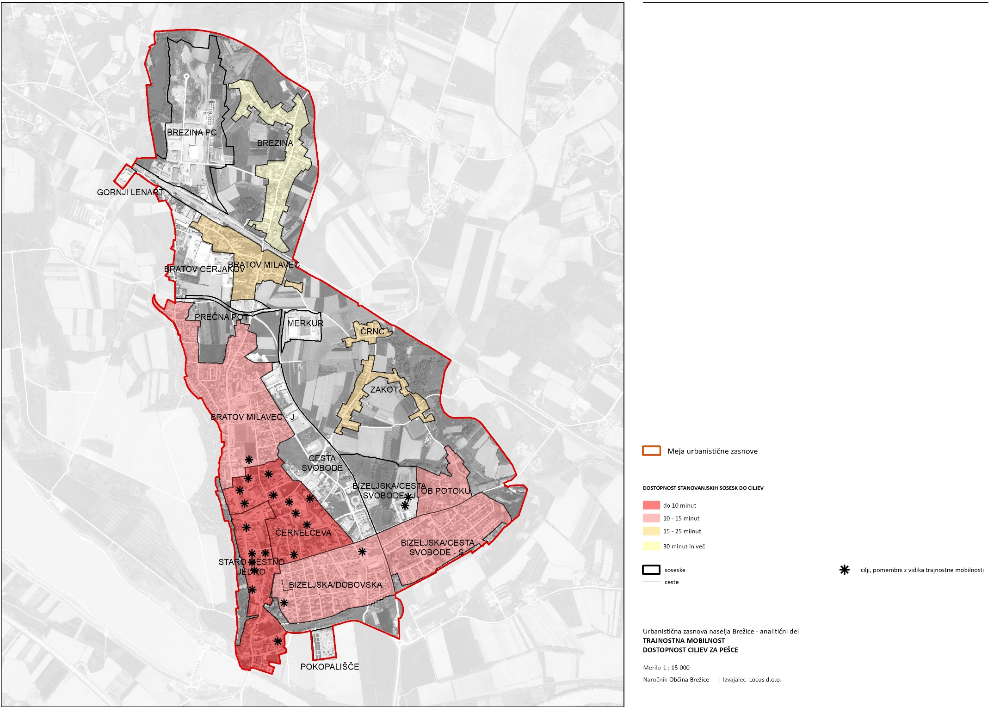 BREZINA PC
BREZINA
GORNJI LENART
BRATOV CERJAKOV
BRATOV MILAVEC
PREČNA POT
MERKUR
ČRNC
ZAKOT
BRATOV MILAVEC - J
CESTA
SVOBODE
BIZELJSKA/CESTA
SVOBODE - J
OB POTOKU
ČERNELČEVA
BIZELJSKA/CESTA
SVOBODE - S
STARO MESTNO
JEDRO
BIZELJSKA/DOBOVSKA
POKOPALIŠČE
Meja urbanistične zasnove
DOSTOPNOST STANOVANJSKIH SOSESK DO CILJEV
do 10 minut
10 - 15 minut
15 - 25 miinut
30 minut in več
soseske
cilji, pomembni z vidika trajnostne mobilnosti
ceste
Urbanistična zasnova naselja Brežice - analitični del
TRAJNOSTNA MOBILNOST
DOSTOPNOST CILJEV ZA PEŠCE
Merilo 1 : 15 000
Naročnik Občina Brežice | Izvajalec Locus d.o.o.